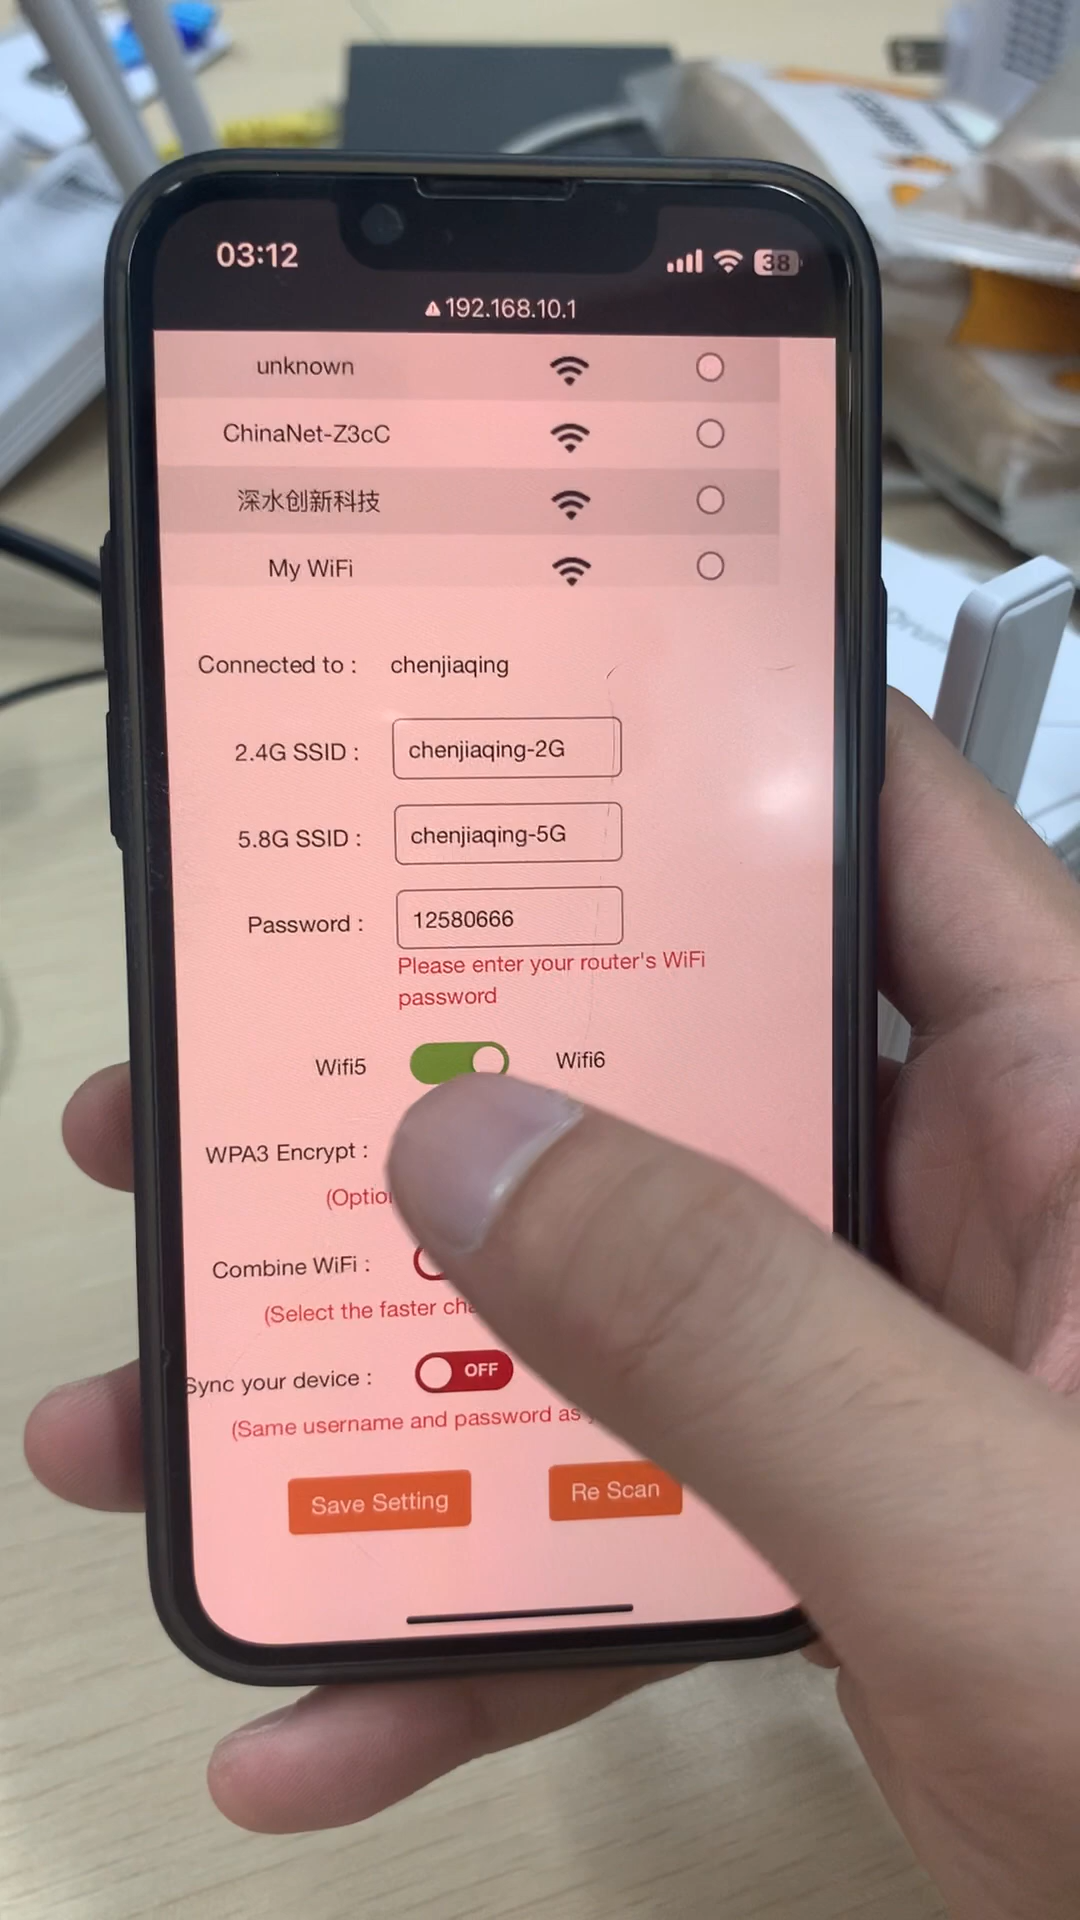 03:12
38
192.168.10.1
unknown
ChinaNet-Z3cC
深水创新科技
My WiFi
Connected to : chenjiaqing
2.4G SSID : chenjiaqing-2G
5.8G SSID : chenjiaqing-5G
Password : 12580666
Please enter your router's WiFi
password
Wifi5 Wifi6
WPA3 Encrypt :
Combine WiFi :
(Select the faster
Sync your device : OFF
(Same username and password as
Save Setting Re Scan